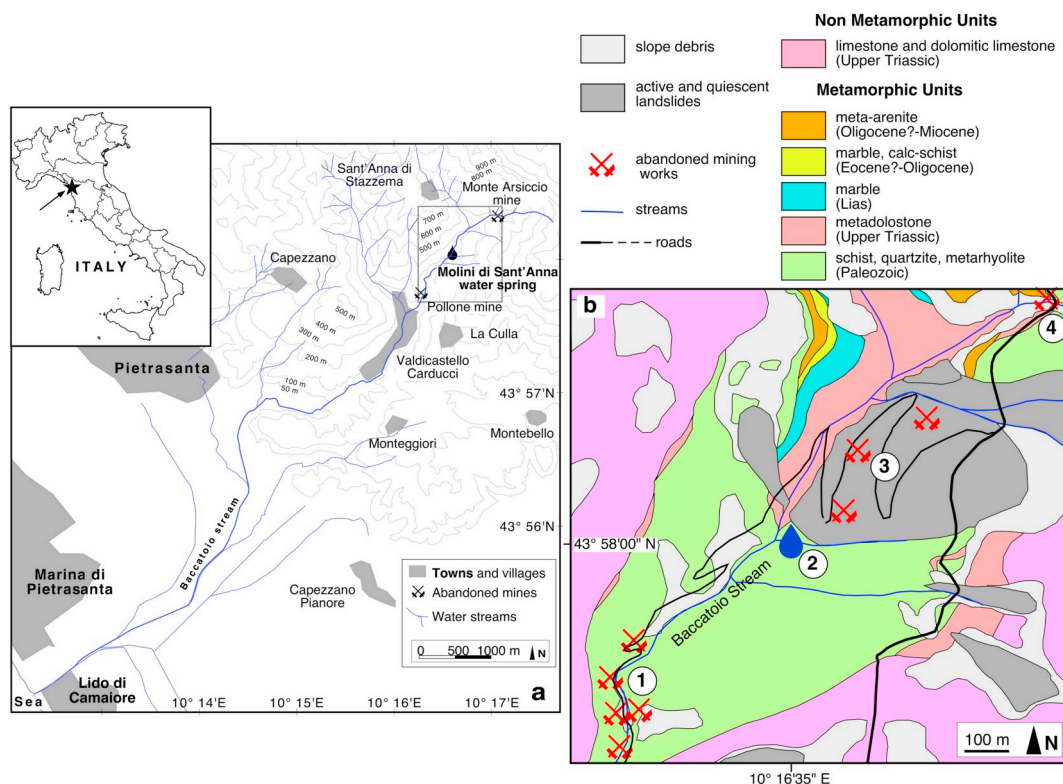 ITALY
Sant'Anna di
Stazzema
900 m
800 m
Monte Arsiccio
mine
700 m
600 m
500 m
Capezzano
Molini di Sant'Anna
water spring
Pollone mine
500 m
400 m
300 m
200 m
100 m
50 m
La Culla
Valdicastello
Carducci
Pietrasanta
43° 57'N
Monteggiori
Montebello
43° 56'N
Baccatoio stream
Marina di
Pietrasanta
Capezzano
Pianore
Towns and villages
Abandoned mines
Water streams
0 500 1000 m
N
Lido di
Camaiore
Sea
a
10° 14'E
10° 15'E
10° 16'E
10° 17'E
slope debris
active and quiescent
landslides
abandoned mining
works
streams
roads
Non Metamorphic Units
limestone and dolomitic limestone
(Upper Triassic)
Metamorphic Units
meta-arenite
(Oligocene?-Miocene)
marble, calc-schist
(Eocene?-Oligocene)
marble
(Lias)
metadolostone
(Upper Triassic)
schist, quartzite, metarhyolite
(Paleozoic)
b
4
3
43° 58'00" N
2
Baccatoio Stream
1
100 m
N
10° 16'35" E